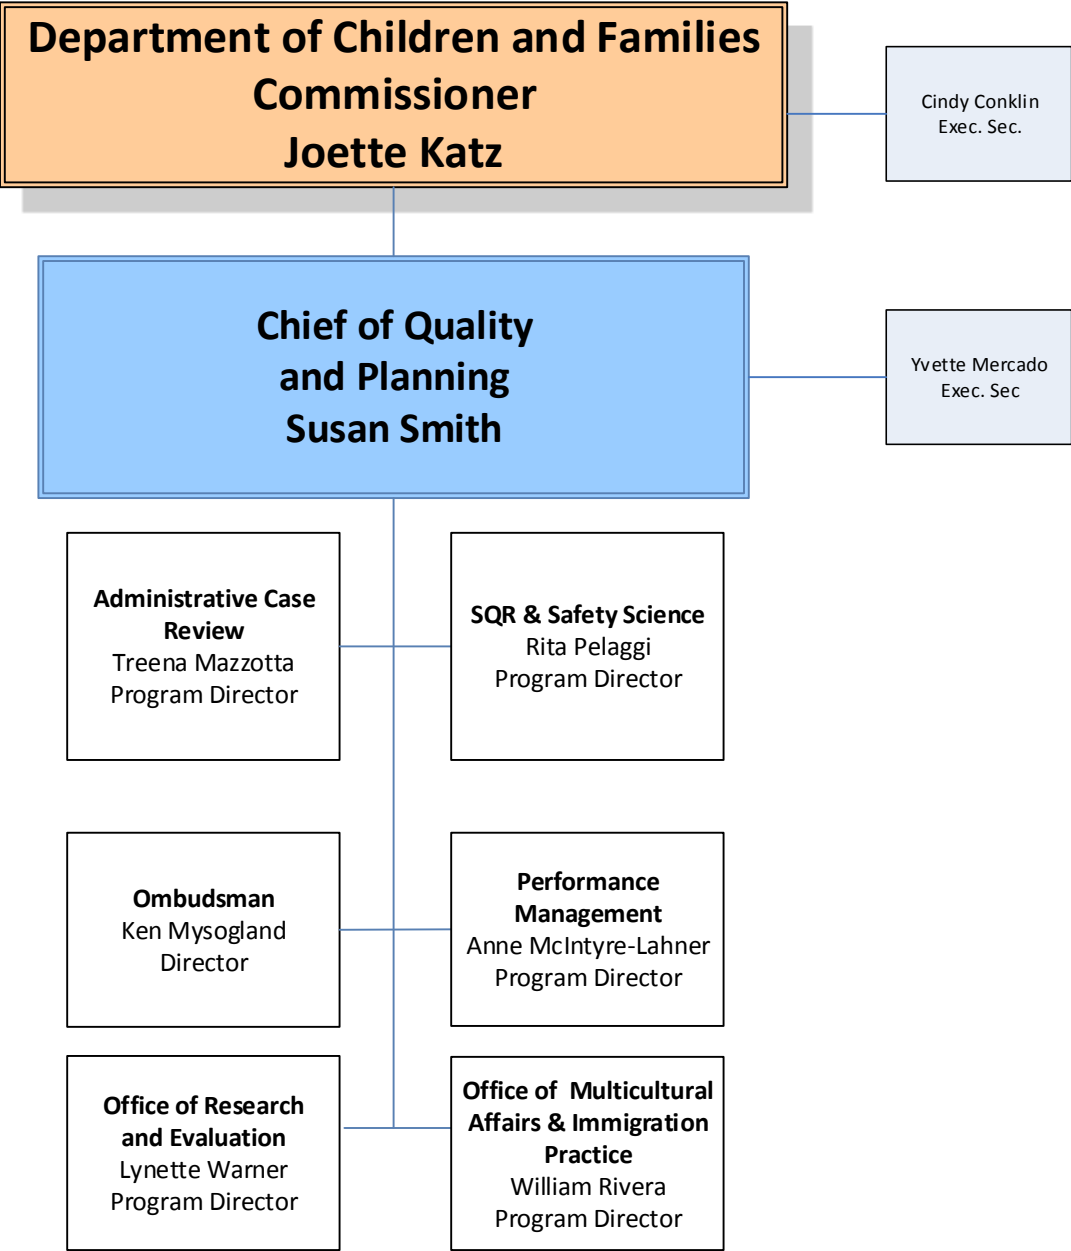 Department of Children and Families
Commissioner
Joette Katz
Cindy Conklin
Exec. Sec.
Chief of Quality
and Planning
Susan Smith
Yvette Mercado
Exec. Sec
Administrative Case
Review
Treena Mazzotta
Program Director
SQR & Safety Science
Rita Pelaggi
Program Director
Ombudsman
Ken Mysogland
Director
Performance
Management
Anne McIntyre-Lahner
Program Director
Office of Research
and Evaluation
Lynette Warner
Program Director
Office of  Multicultural
Affairs & Immigration
Practice
William Rivera
Program Director